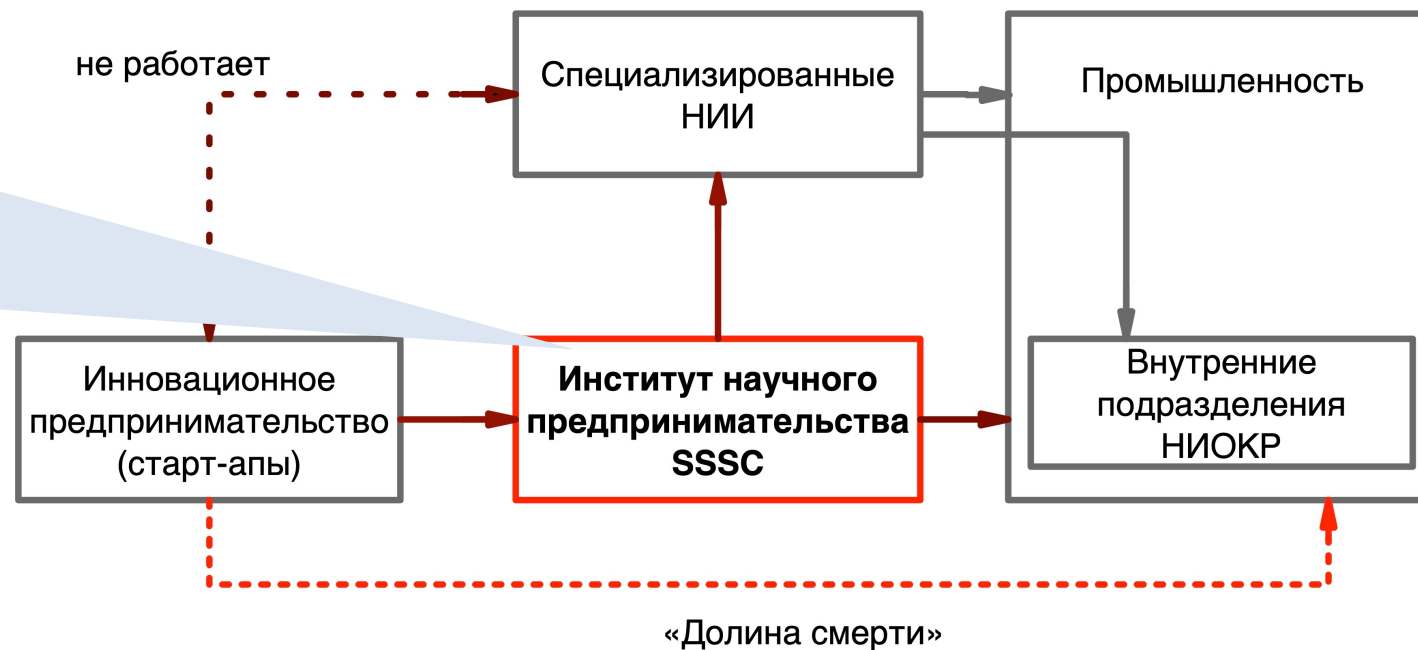 не работает
Специализированные
НИИ
Промышленность
Инновационное
предпринимательство
(старт-апы)
Институт научного
предпринимательства
SSSC
Внутренние
подразделения
НИОКР
«Долина смерти»